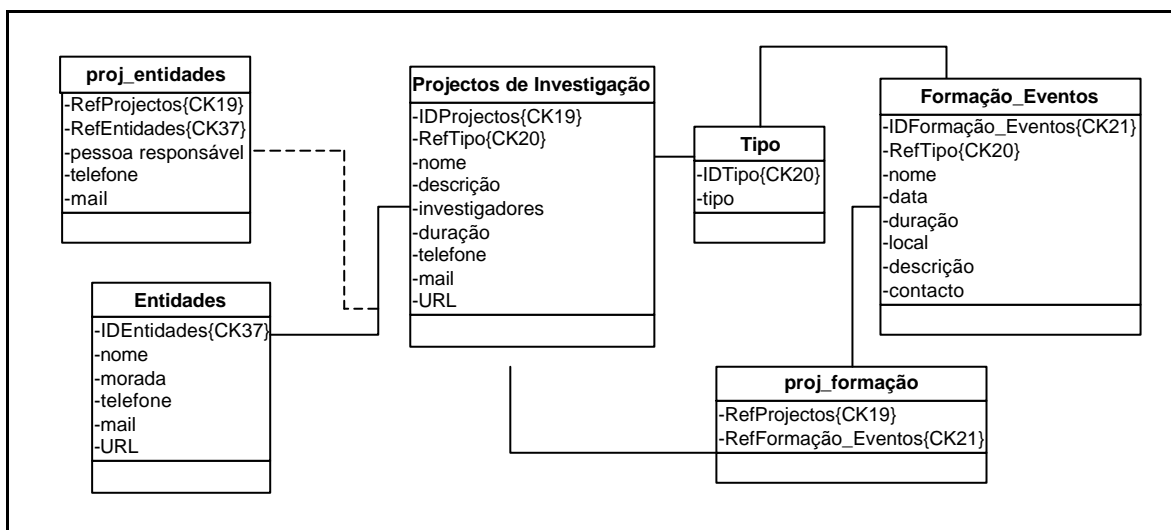 proj_entidades
-RefProjectos{CK19}
-RefEntidades{CK37}
-pessoa responsável
-telefone
-mail
Entidades
-IDEntidades{CK37}
-nome
-morada
-telefone
-mail
-URL
Projectos de Investigação
-IDProjectos{CK19}
-RefTipo{CK20}
-nome
-descrição
-investigadores
-duração
-telefone
-mail
-URL
Tipo
-IDTipo{CK20}
-tipo
Formação_Eventos
-IDFormação_Eventos{CK21}
-RefTipo{CK20}
-nome
-data
-duração
-local
-descrição
-contacto
proj_formação
-RefProjectos{CK19}
-RefFormação_Eventos{CK21}